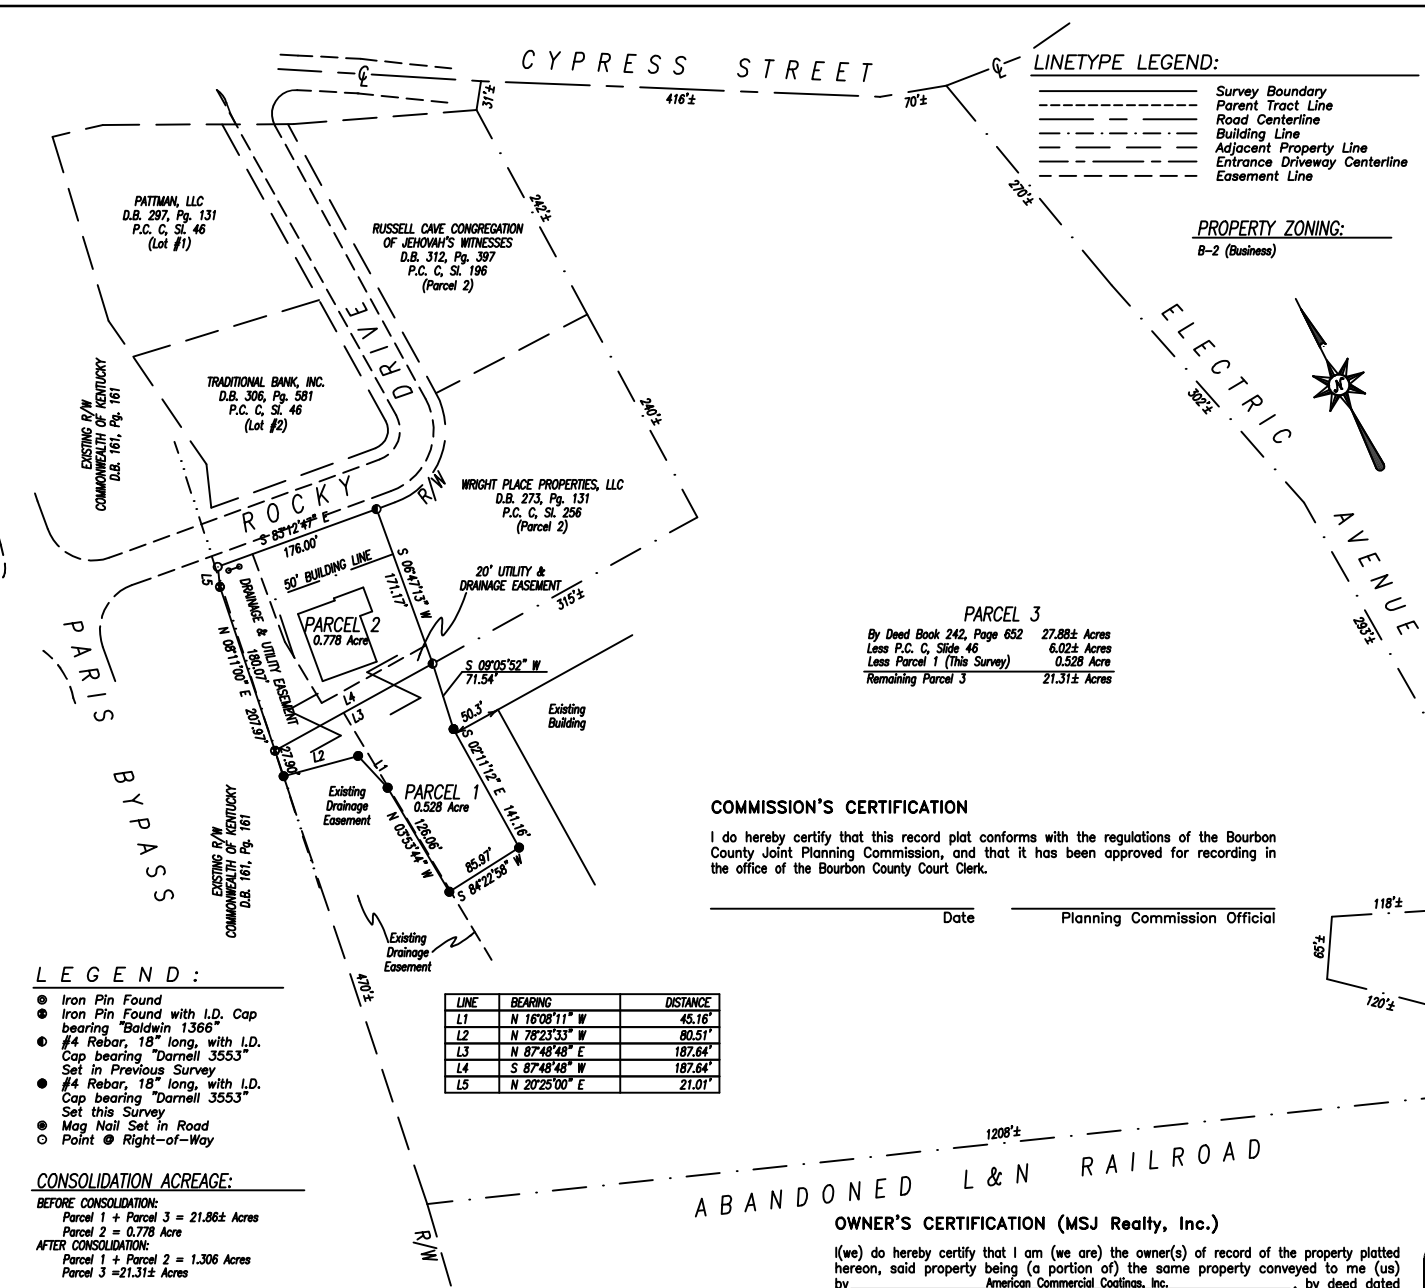 CYPRESS STREET
℄
℄
31'±
416'±
70'±
LINETYPE LEGEND:
Survey Boundary
Parent Tract Line
Road Centerline
Building Line
Adjacent Property Line
Entrance Driveway Centerline
Easement Line
PROPERTY ZONING:
B-2 (Business)
PATTMAN, LLC
D.B. 297, Pg. 131
P.C. C, Sl. 46
(Lot #1)
RUSSELL CAVE CONGREGATION
OF JEHOVAH'S WITNESSES
D.B. 312, Pg. 397
P.C. C, Sl. 196
(Parcel 2)
242'±
270'±
ELECTRIC AVENUE
302'±
293'±
N
TRADITIONAL BANK, INC.
D.B. 306, Pg. 581
P.C. C, Sl. 46
(Lot #2)
EXISTING R/W
COMMONWEALTH OF KENTUCKY
D.B. 161, Pg. 161
240'±
ROCKY DRIVE
R/W
WRIGHT PLACE PROPERTIES, LLC
D.B. 273, Pg. 131
P.C. C, Sl. 256
(Parcel 2)
S 83°12'47" E
176.00'
50' BUILDING LINE
S 06°47'13" W
171.17'
20' UTILITY &
DRAINAGE EASEMENT
315'±
L5
DRAINAGE & UTILITY EASEMENT
N 08°11'00" E 207.97'
180.07'
27.90'
PARCEL 2
0.778 Acre
S 09°05'52" W
71.54'
L4
L3
L2
L1
50.3'
Existing
Building
S 02°11'12" E 141.16'
PARCEL 1
0.528 Acre
Existing
Drainage
Easement
126.06'
N 03°53'44" W
85.97'
S 84°22'58" W
PARIS BYPASS
EXISTING R/W
COMMONWEALTH OF KENTUCKY
D.B. 161, Pg. 161
Existing
Drainage
Easement
470'±
PARCEL 3
By Deed Book 242, Page 652 27.88± Acres
Less P.C. C, Slide 46 6.02± Acres
Less Parcel 1 (This Survey) 0.528 Acre
Remaining Parcel 3 21.31± Acres
COMMISSION'S CERTIFICATION
I do hereby certify that this record plat conforms with the regulations of the Bourbon
County Joint Planning Commission, and that it has been approved for recording in
the office of the Bourbon County Court Clerk.
Date Planning Commission Official
118'±
65'±
120'±
LEGEND:
Iron Pin Found
Iron Pin Found with I.D. Cap
bearing "Baldwin 1366"
#4 Rebar, 18" long, with I.D.
Cap bearing "Darnell 3553"
Set in Previous Survey
#4 Rebar, 18" long, with I.D.
Cap bearing "Darnell 3553"
Set this Survey
Mag Nail Set in Road
Point @ Right-of-Way
LINE BEARING DISTANCE
L1 N 16°08'11" W 45.16'
L2 N 78°23'33" W 80.51'
L3 N 87°48'48" E 187.64'
L4 S 87°48'48" W 187.64'
L5 N 20°25'00" E 21.01'
CONSOLIDATION ACREAGE:
BEFORE CONSOLIDATION:
Parcel 1 + Parcel 3 = 21.86± Acres
Parcel 2 = 0.778 Acre
AFTER CONSOLIDATION:
Parcel 1 + Parcel 2 = 1.306 Acres
Parcel 3 =21.31± Acres
R/W
1208'±
ABANDONED L&N RAILROAD
OWNER'S CERTIFICATION (MSJ Realty, Inc.)
I(we) do hereby certify that I am (we are) the owner(s) of record of the property platted
hereon, said property being (a portion of) the same property conveyed to me (us)
by American Commercial Coatings, Inc. , by deed dated